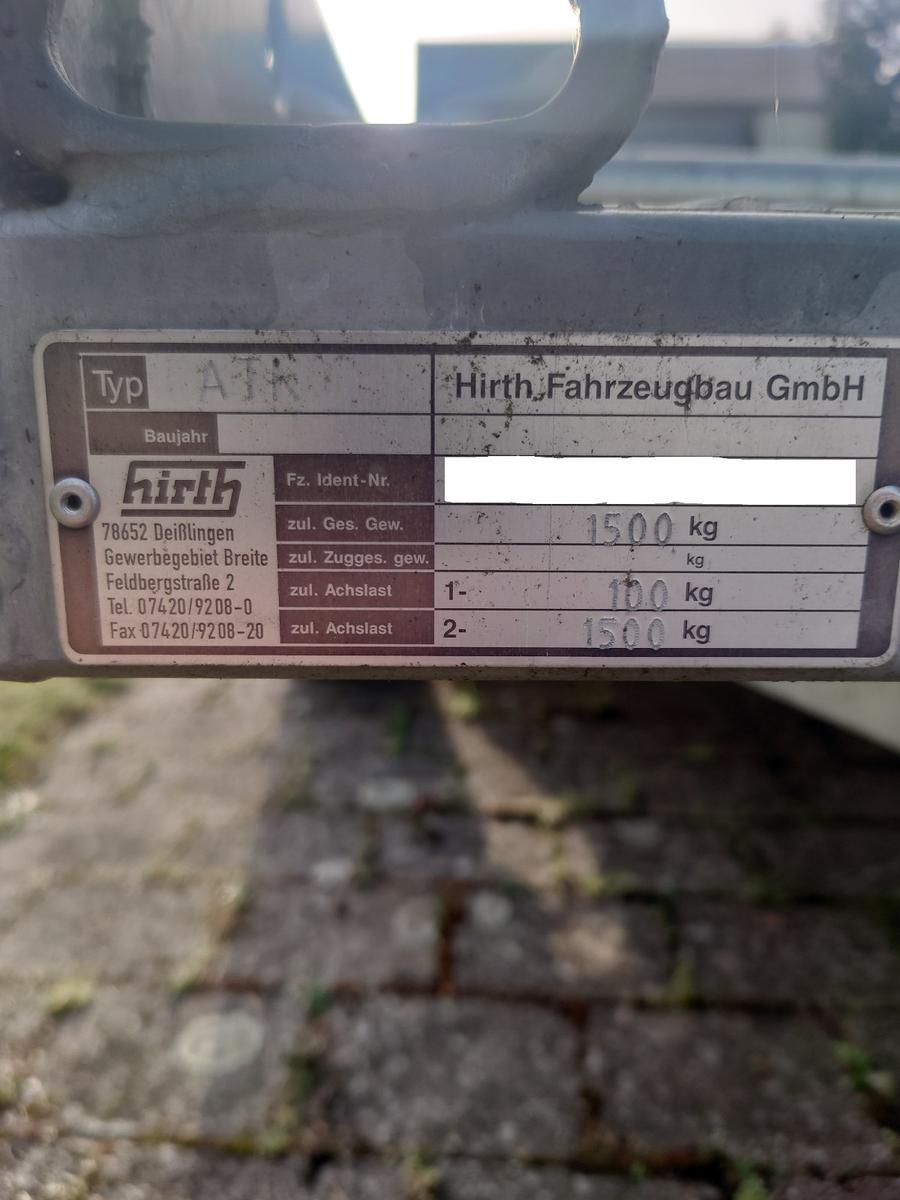 Typ ATK
Hirth Fahrzeugbau GmbH
Baujahr
hirth
78652 Deißlingen
Gewerbegebiet Breite
Feldbergstraße 2
Tel. 07420/9208-0
Fax 07420/9208-20
Fz. Ident-Nr.
zul. Ges. Gew. 1500 kg
zul. Zugges. gew. kg
zul. Achslast 1- 100 kg
zul. Achslast 2- 1500 kg